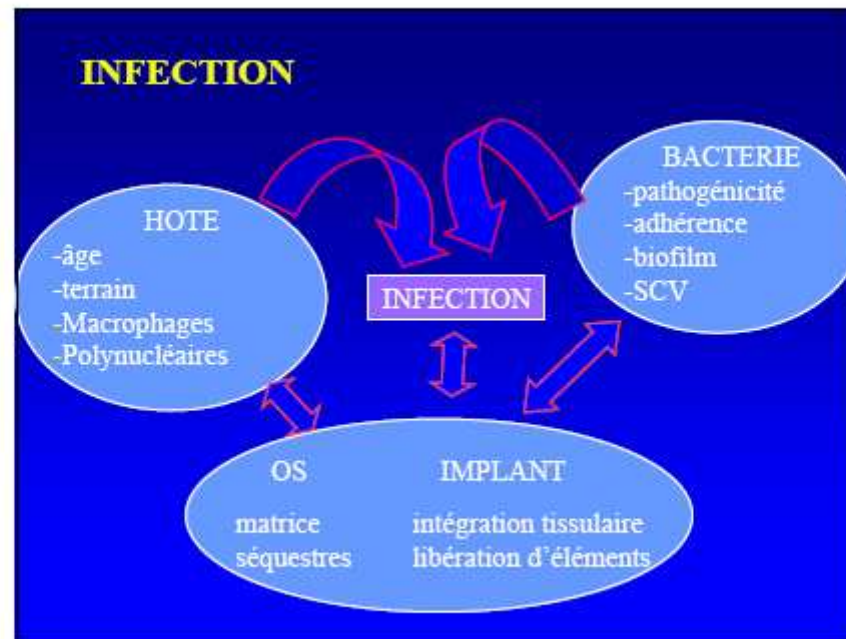 INFECTION
HOTE
-âge
-terrain
-Macrophages
-Polynucléaires
BACTERIE
-pathogénicité
-adhérence
-biofilm
-SCV
INFECTION
OS
matrice
séquestres
IMPLANT
intégration tissulaire
libération d'éléments